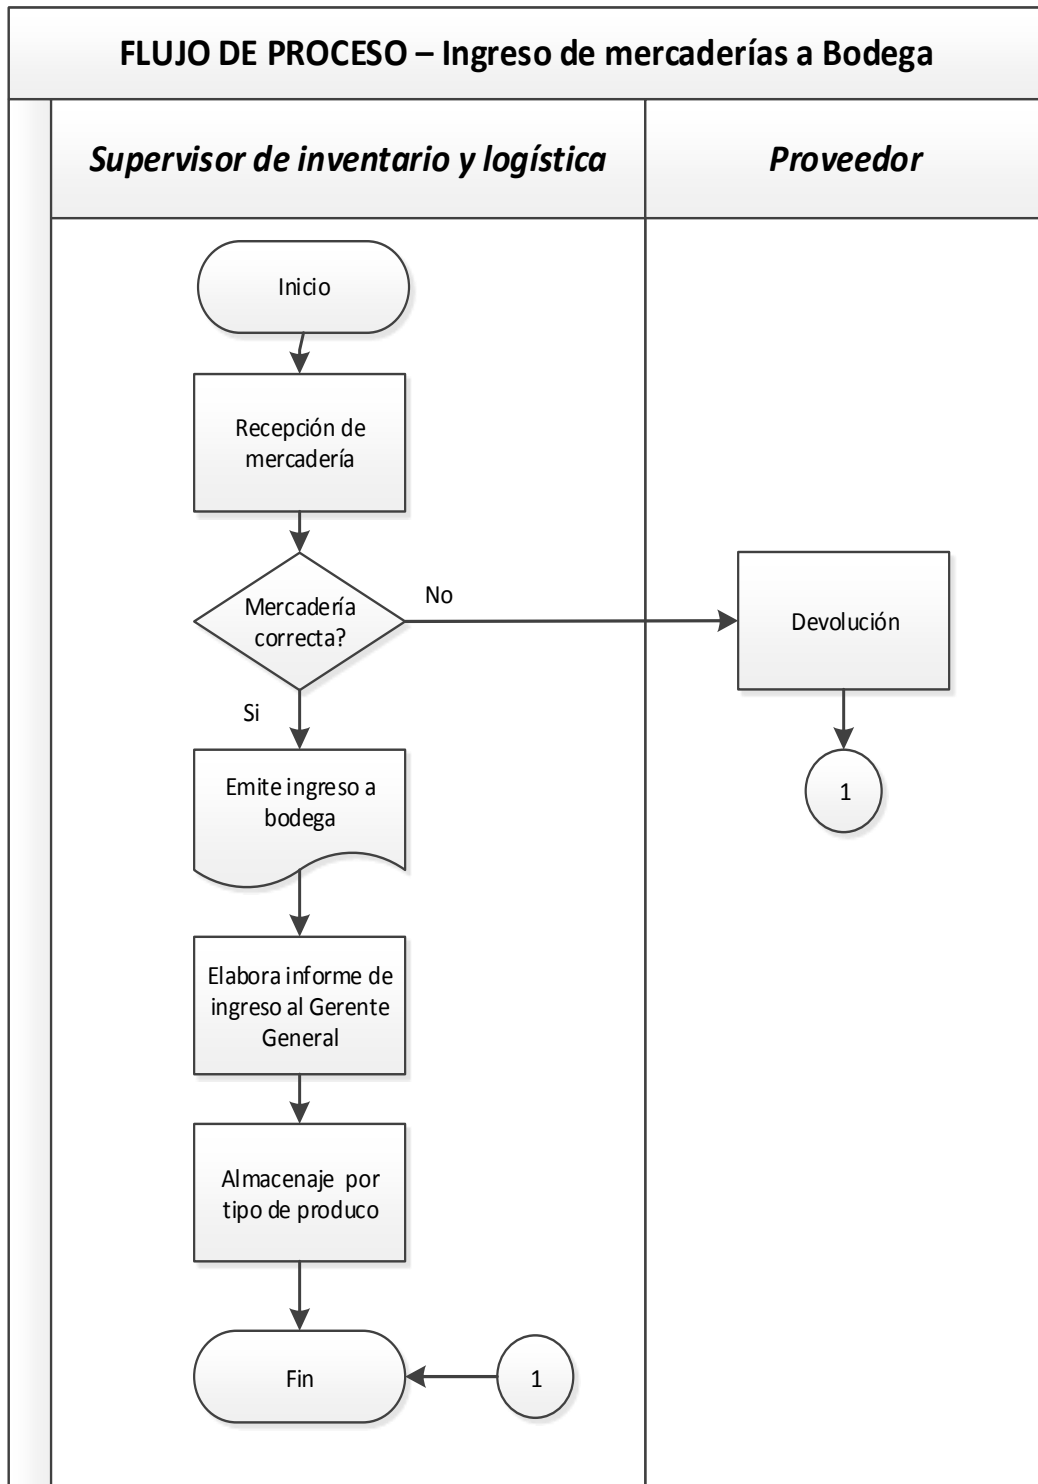 FLUJO DE PROCESO – Ingreso de mercaderías a Bodega
Supervisor de inventario y logística
Proveedor
Inicio
Recepción de
mercadería
Mercadería
correcta?
No
Devolución
Si
1
Emite ingreso a
bodega
Elabora informe de
ingreso al Gerente
General
Almacenaje por
tipo de produco
Fin
1